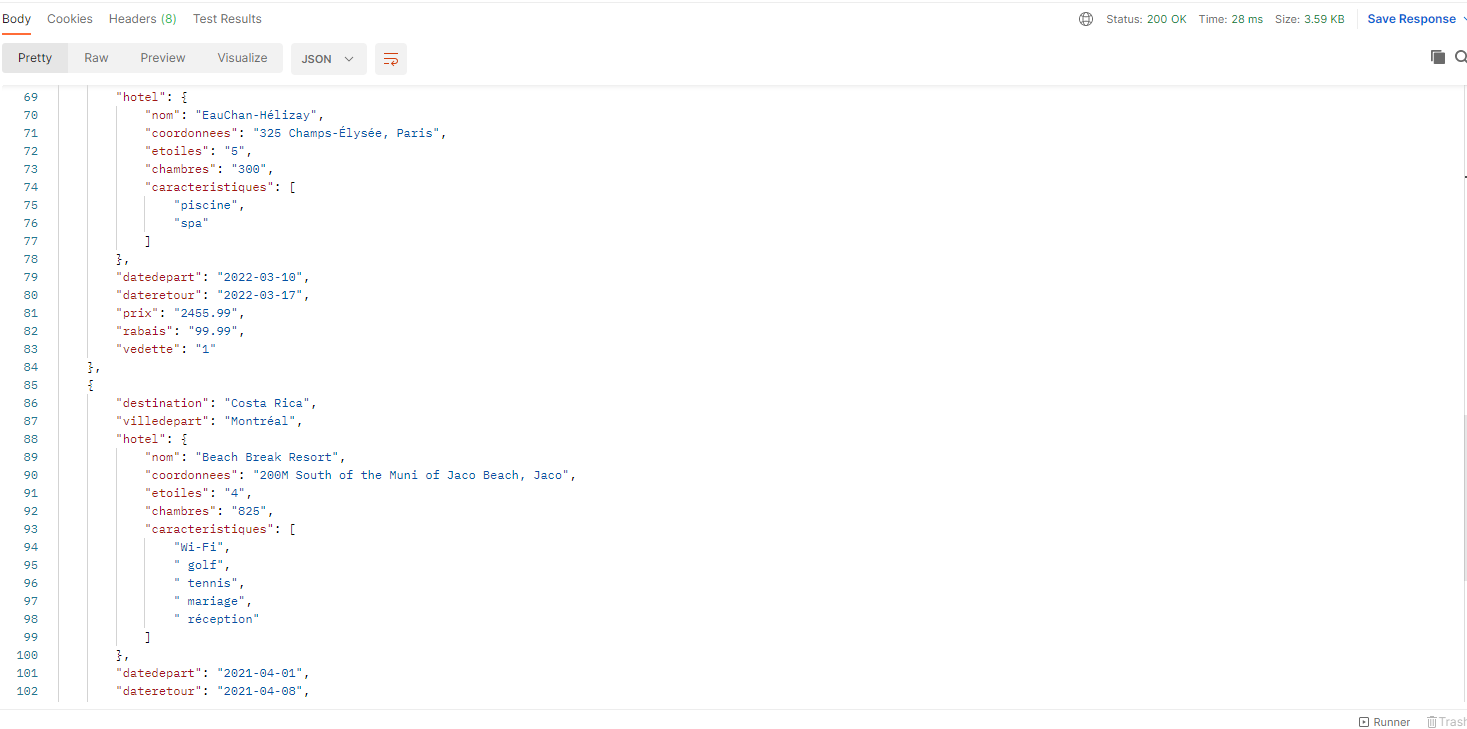 Body Cookies Headers (8) Test Results Status: 200 OK Time: 28 ms Size: 3.59 KB Save Response
Pretty Raw Preview Visualize JSON
69 "hotel": {
70 "nom": "EauChan-Hélizay",
71 "coordonnees": "325 Champs-Élysée, Paris",
72 "etoiles": "5",
73 "chambres": "300",
74 "caracteristiques": [
75 "piscine",
76 "spa"
77 ]
78 },
79 "datedepart": "2022-03-10",
80 "dateretour": "2022-03-17",
81 "prix": "2455.99",
82 "rabais": "99.99",
83 "vedette": "1"
84 },
85 {
86 "destination": "Costa Rica",
87 "villedepart": "Montréal",
88 "hotel": {
89 "nom": "Beach Break Resort",
90 "coordonnees": "200M South of the Muni of Jaco Beach, Jaco",
91 "etoiles": "4",
92 "chambres": "825",
93 "caracteristiques": [
94 "Wi-Fi",
95 " golf",
96 " tennis",
97 " mariage",
98 " réception"
99 ]
100 },
101 "datedepart": "2021-04-01",
102 "dateretour": "2021-04-08",
Runner Trash